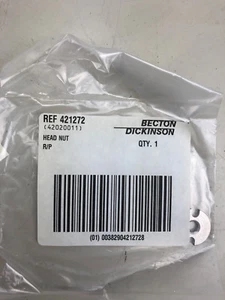 REF 421272
(42020011)
HEAD NUT
R/P
BECTON
DICKINSON
QTY. 1
(01) 00382904212728